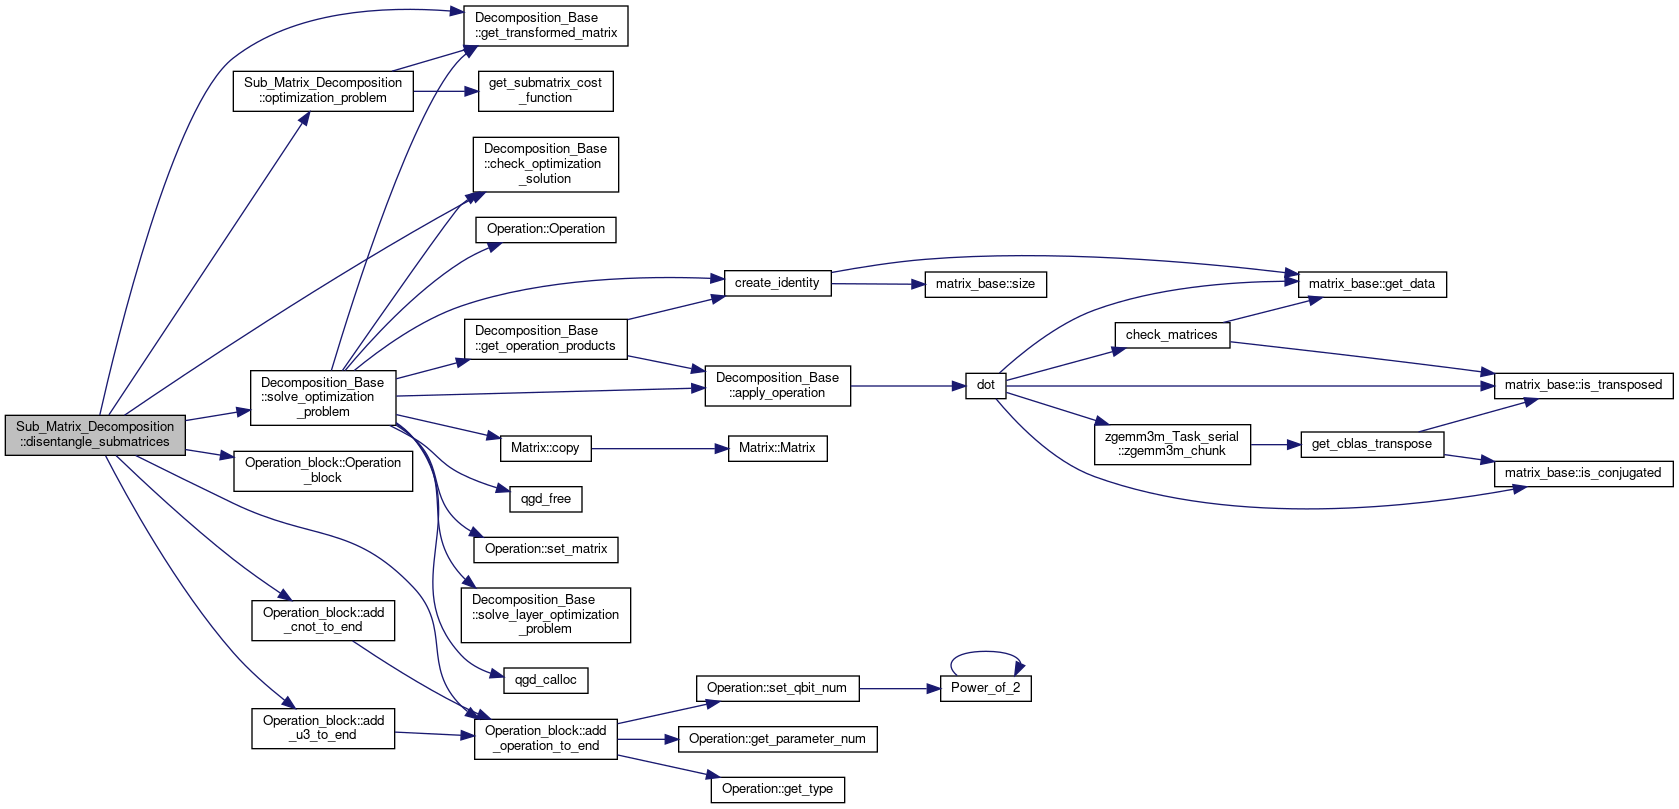 Sub_Matrix_Decomposition
::disentangle_submatrices
Decomposition_Base
::get_transformed_matrix
Sub_Matrix_Decomposition
::optimization_problem
get_submatrix_cost
_function
Decomposition_Base
::check_optimization
_solution
Operation::Operation
Decomposition_Base
::solve_optimization
_problem
create_identity
matrix_base::size
matrix_base::get_data
Decomposition_Base
::get_operation_products
check_matrices
Decomposition_Base
::apply_operation
dot
matrix_base::is_transposed
zgemm3m_Task_serial
::zgemm3m_chunk
get_cblas_transpose
matrix_base::is_conjugated
Matrix::copy
Matrix::Matrix
Operation_block::Operation
_block
qgd_free
Operation::set_matrix
Decomposition_Base
::solve_layer_optimization
_problem
qgd_calloc
Operation_block::add
_cnot_to_end
Operation_block::add
_u3_to_end
Operation_block::add
_operation_to_end
Operation::set_qbit_num
Power_of_2
Operation::get_parameter_num
Operation::get_type